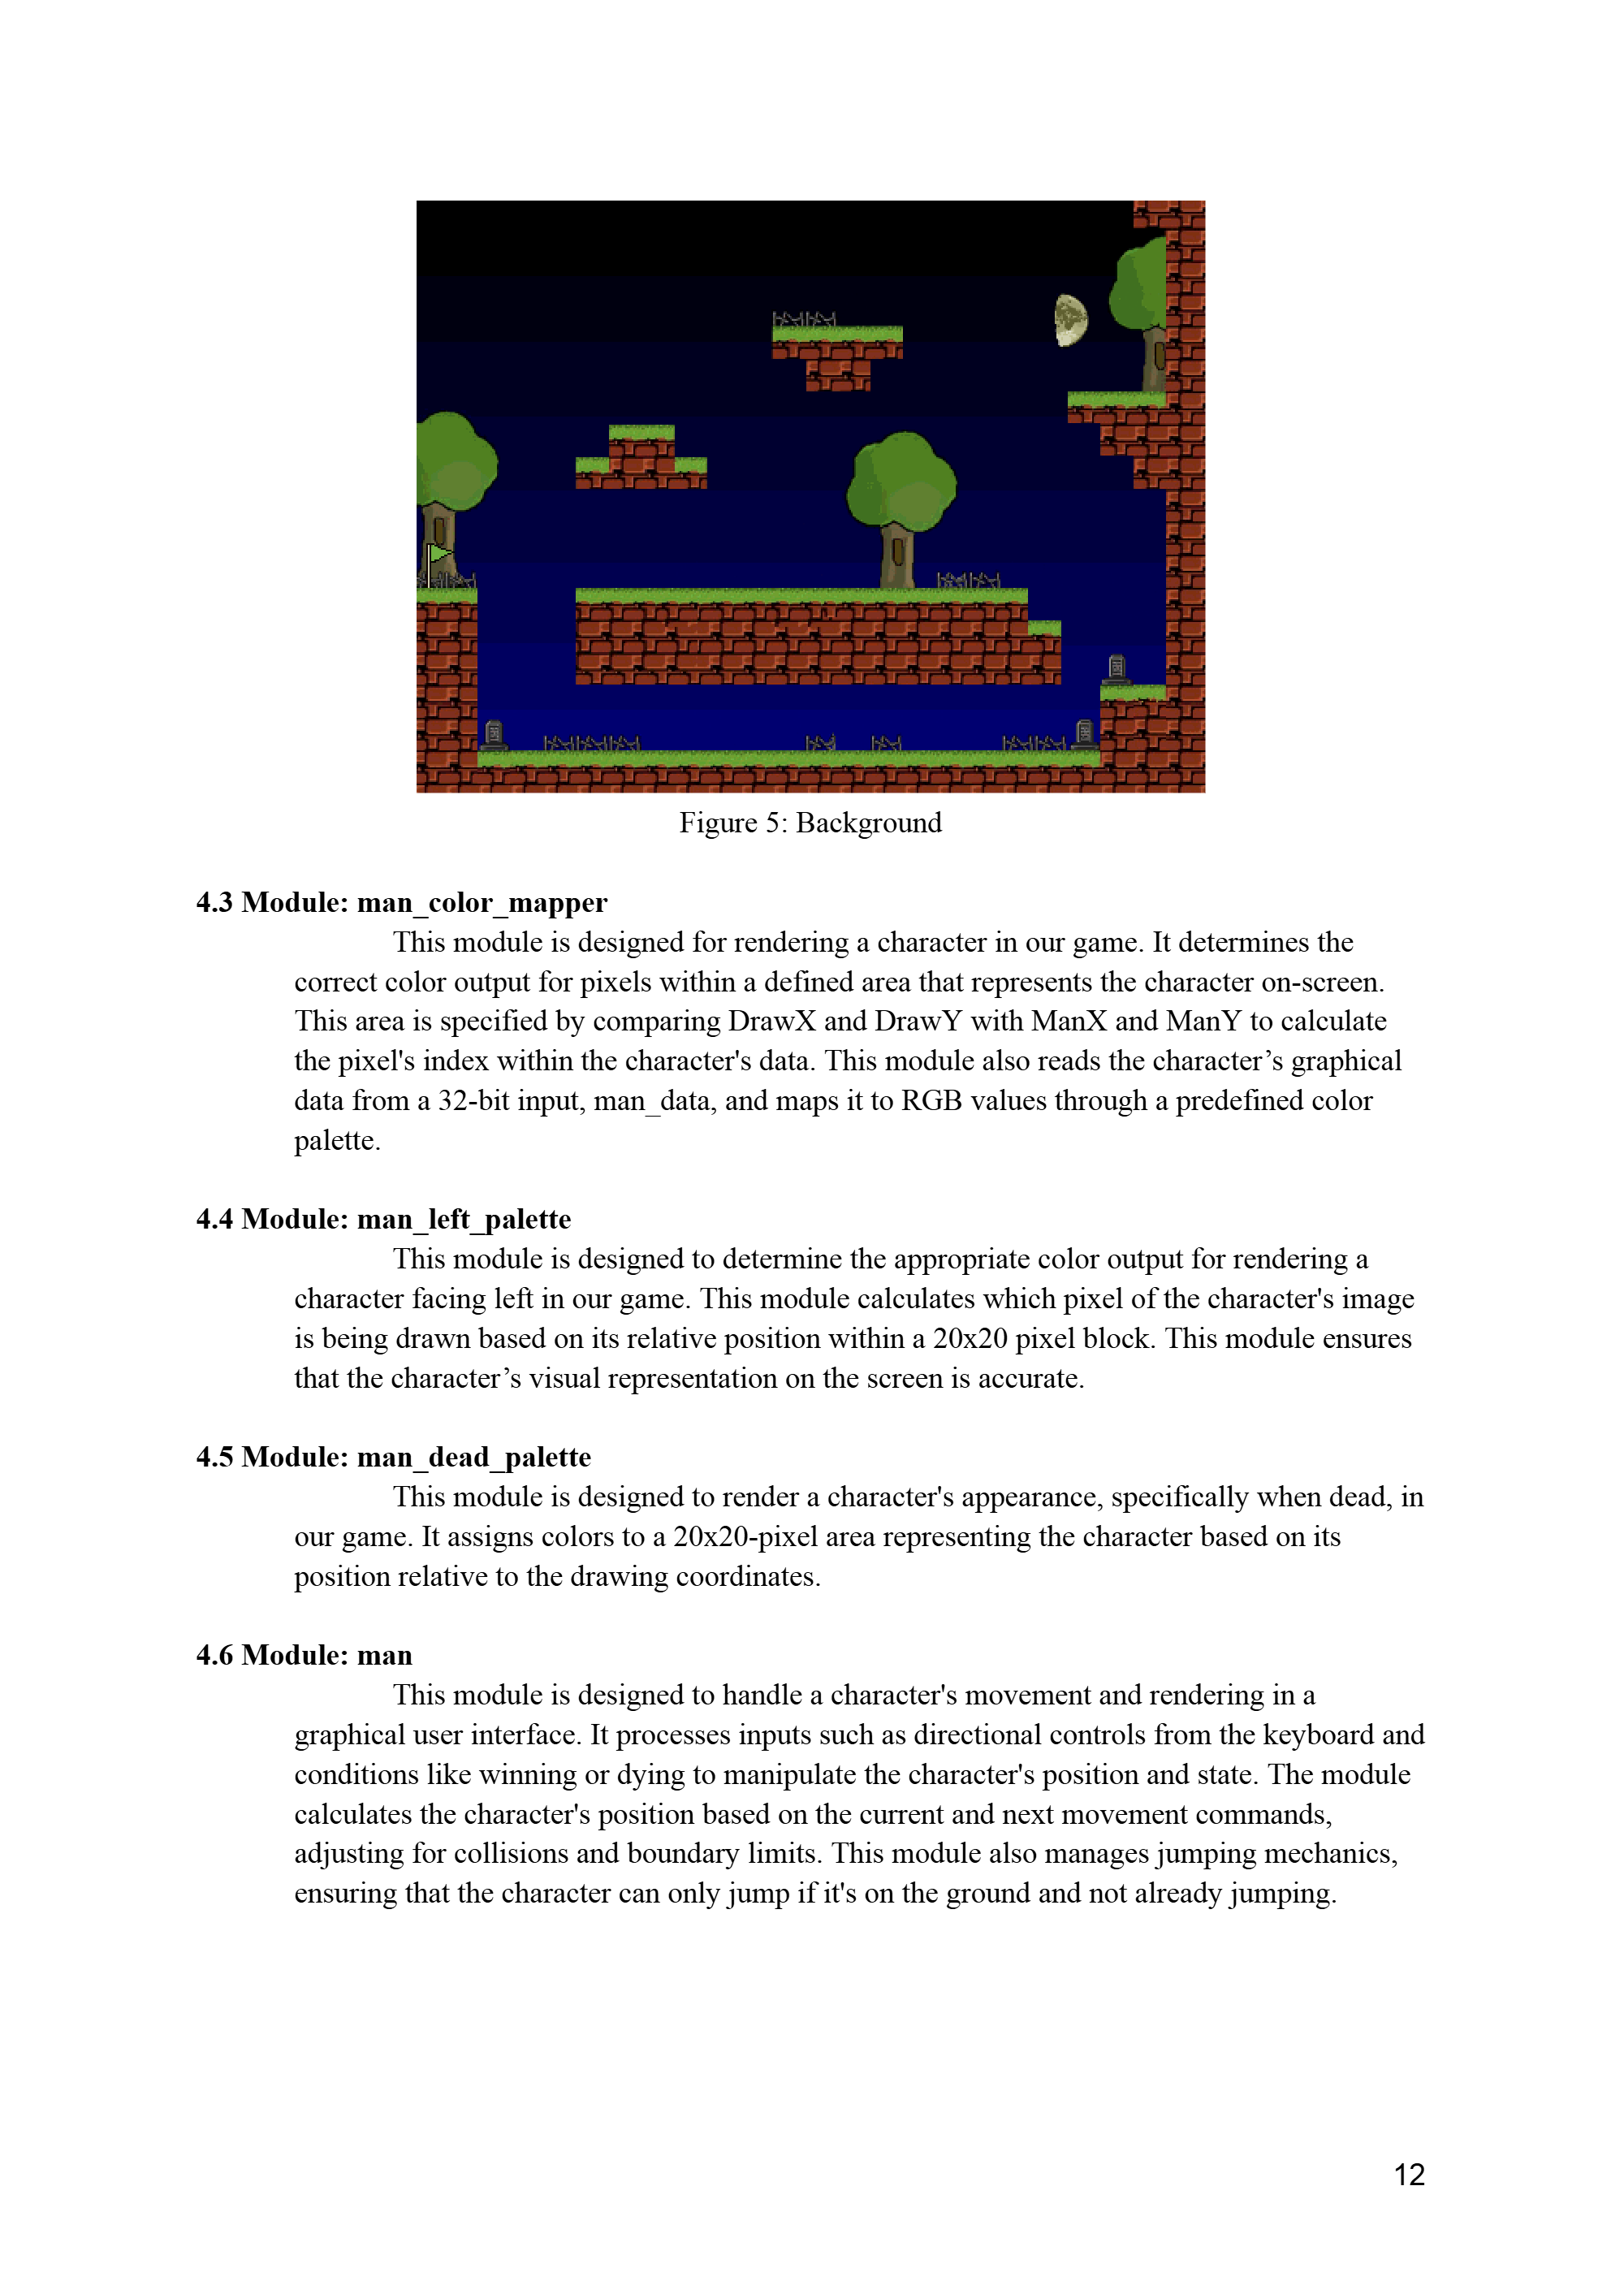 Figure 5: Background
4.3 Module: man_color_mapper
This module is designed for rendering a character in our game. It determines the
correct color output for pixels within a defined area that represents the character on-screen.
This area is specified by comparing DrawX and DrawY with ManX and ManY to calculate
the pixel's index within the character's data. This module also reads the character’s graphical
data from a 32-bit input, man_data, and maps it to RGB values through a predefined color
palette.
4.4 Module: man_left_palette
This module is designed to determine the appropriate color output for rendering a
character facing left in our game. This module calculates which pixel of the character's image
is being drawn based on its relative position within a 20x20 pixel block. This module ensures
that the character’s visual representation on the screen is accurate.
4.5 Module: man_dead_palette
This module is designed to render a character's appearance, specifically when dead, in
our game. It assigns colors to a 20x20-pixel area representing the character based on its
position relative to the drawing coordinates.
4.6 Module: man
This module is designed to handle a character's movement and rendering in a
graphical user interface. It processes inputs such as directional controls from the keyboard and
conditions like winning or dying to manipulate the character's position and state. The module
calculates the character's position based on the current and next movement commands,
adjusting for collisions and boundary limits. This module also manages jumping mechanics,
ensuring that the character can only jump if it's on the ground and not already jumping.
12